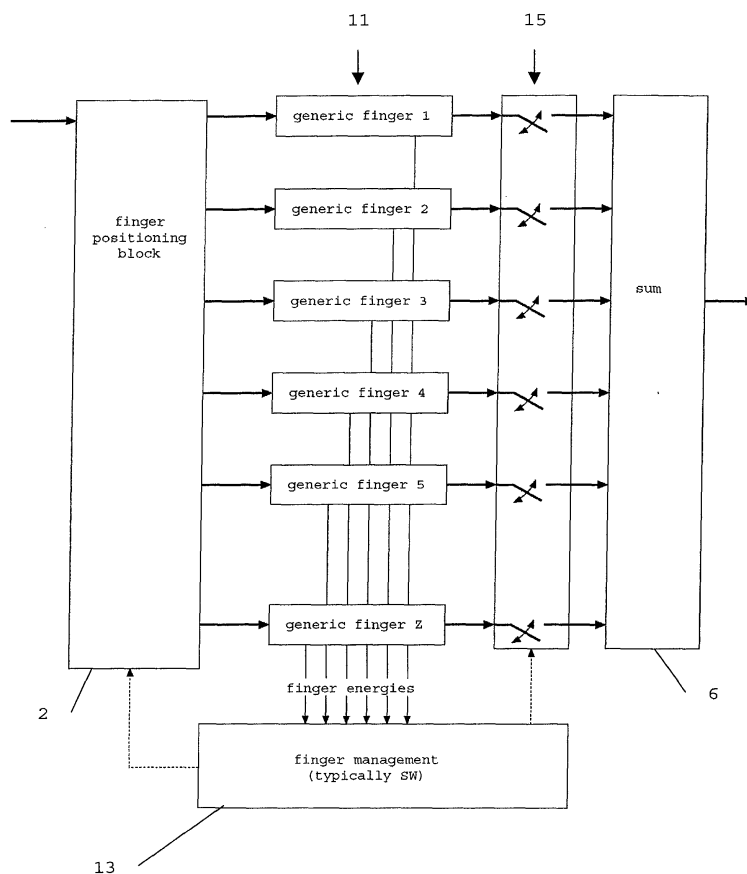 11
15
generic finger 1
generic finger 2
finger
positioning
block
generic finger 3
sum
generic finger 4
generic finger 5
generic finger Z
finger energies
2
6
finger management
(typically SW)
13